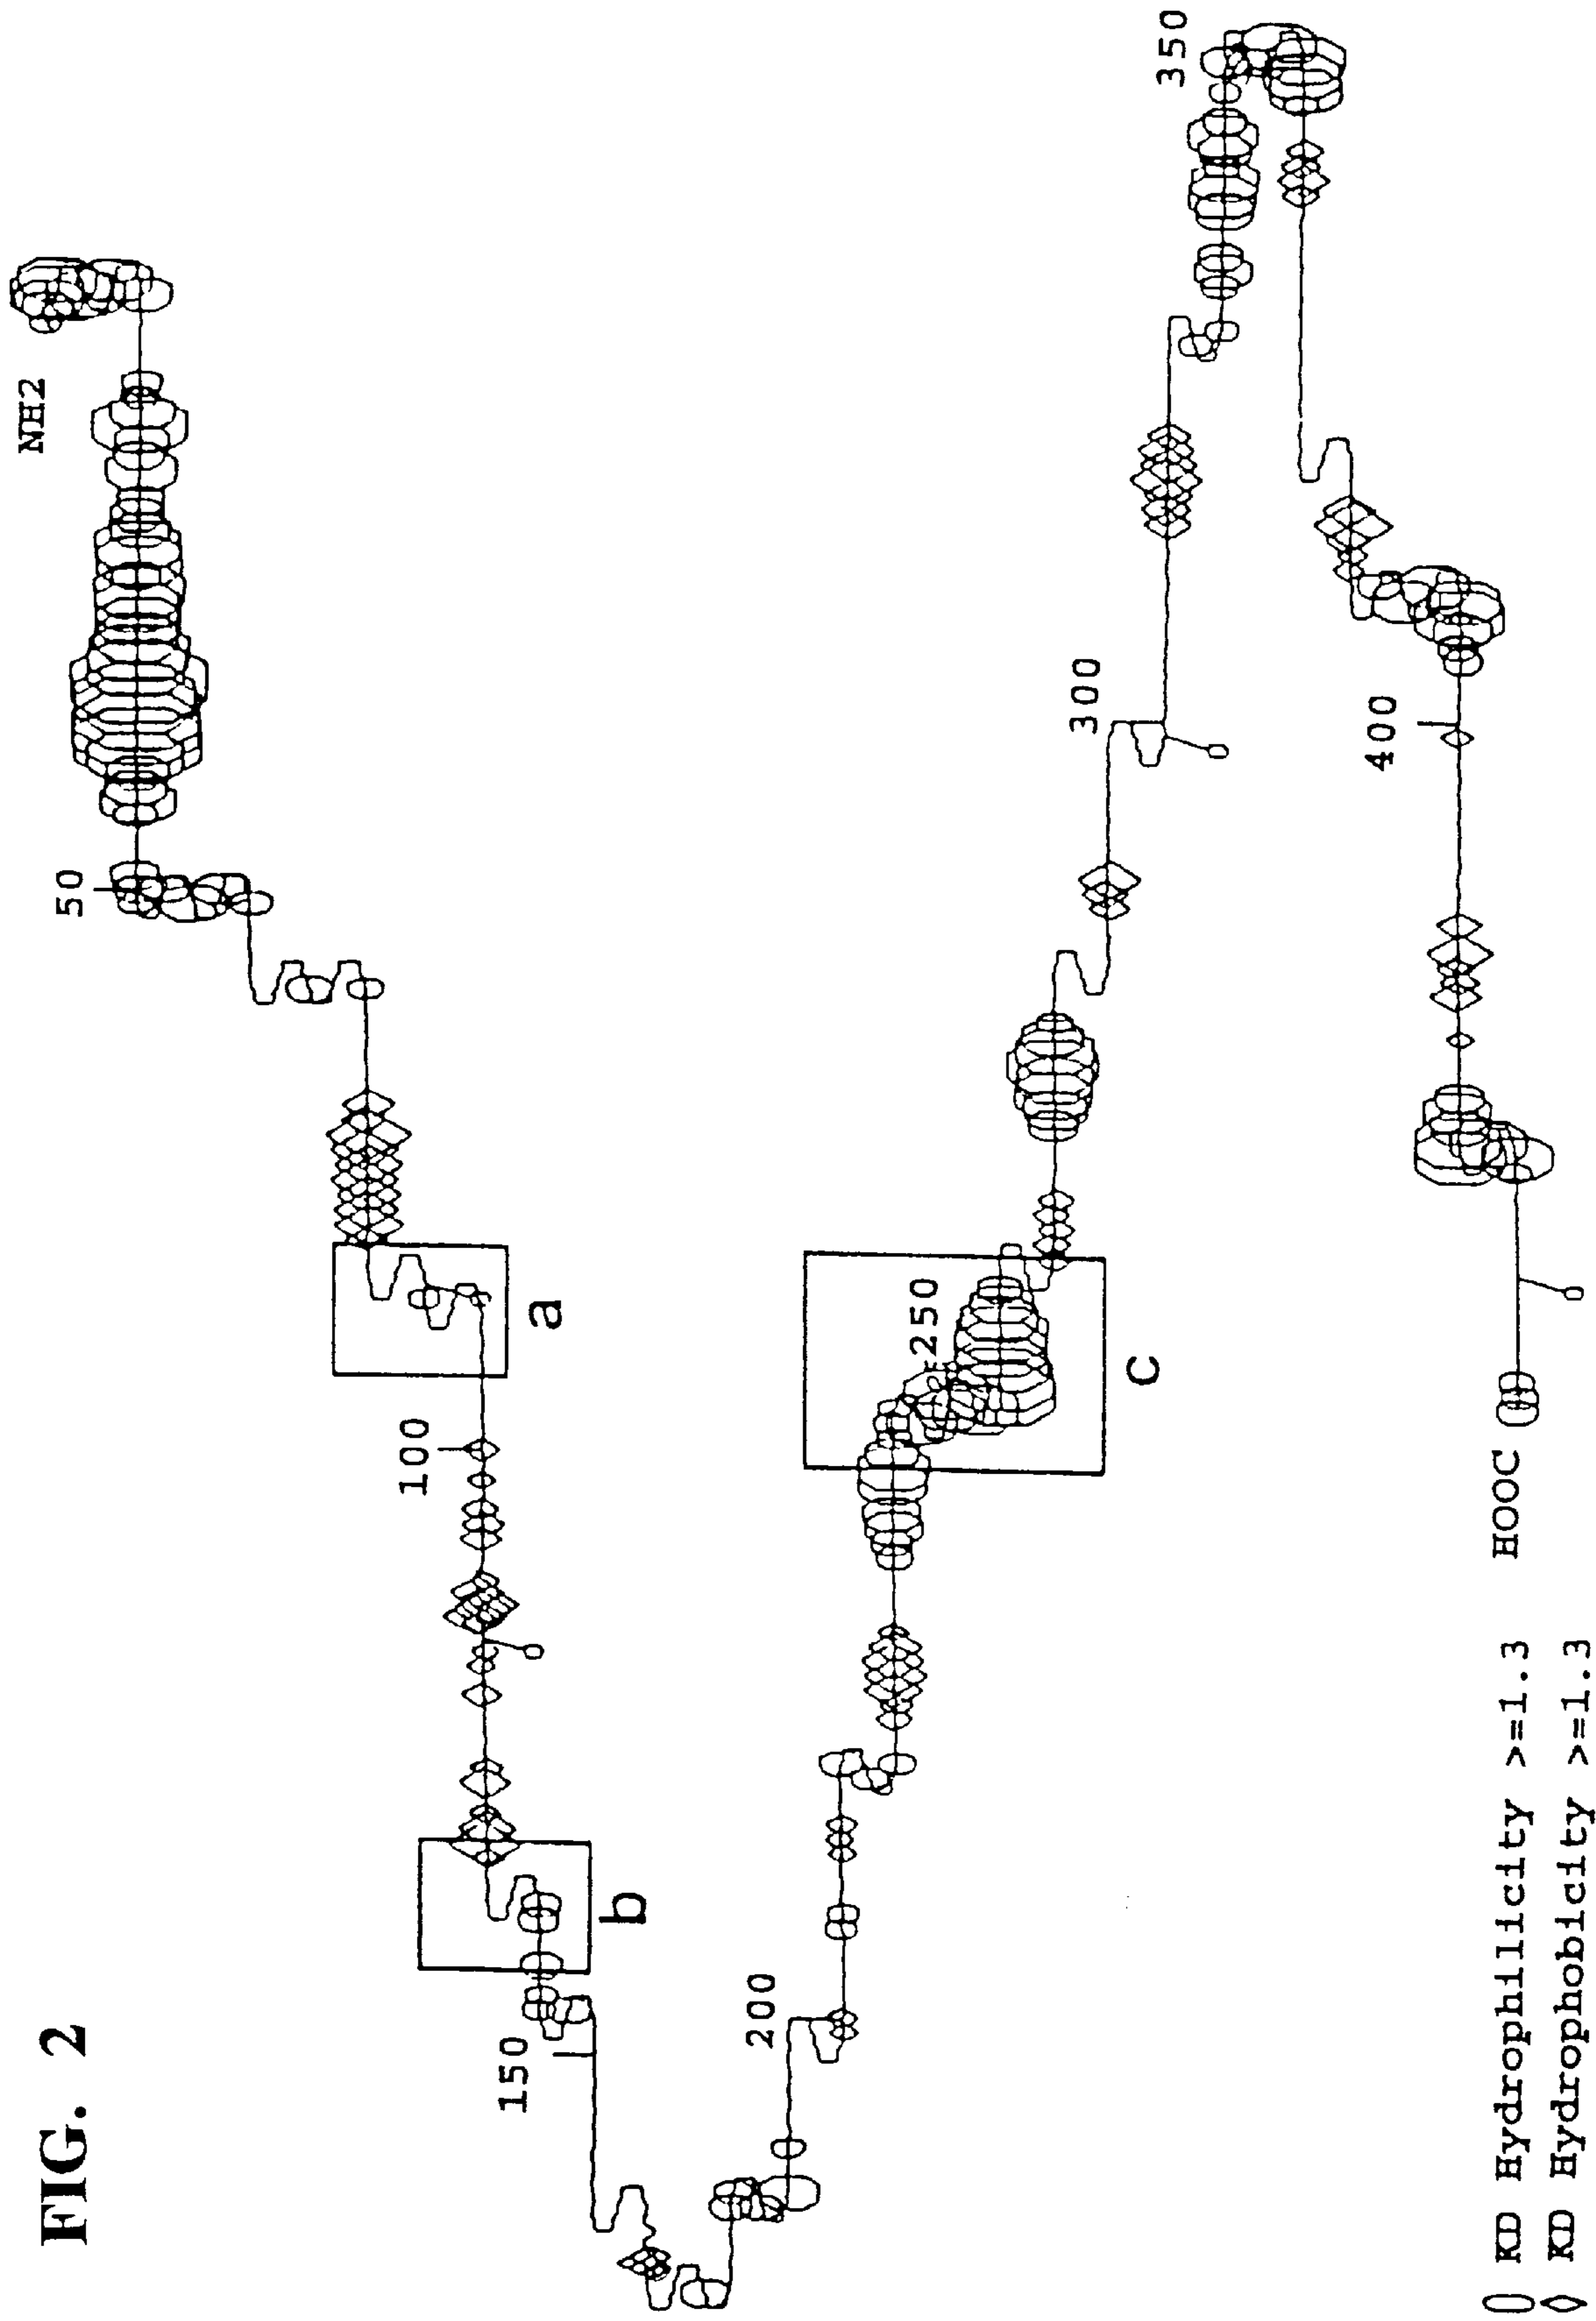 FIG. 2
NH2
50
a
100
b
150
200
250
c
300
350
400
HOOC
KD Hydrophilicity >=1.3
KD Hydrophobicity >=1.3